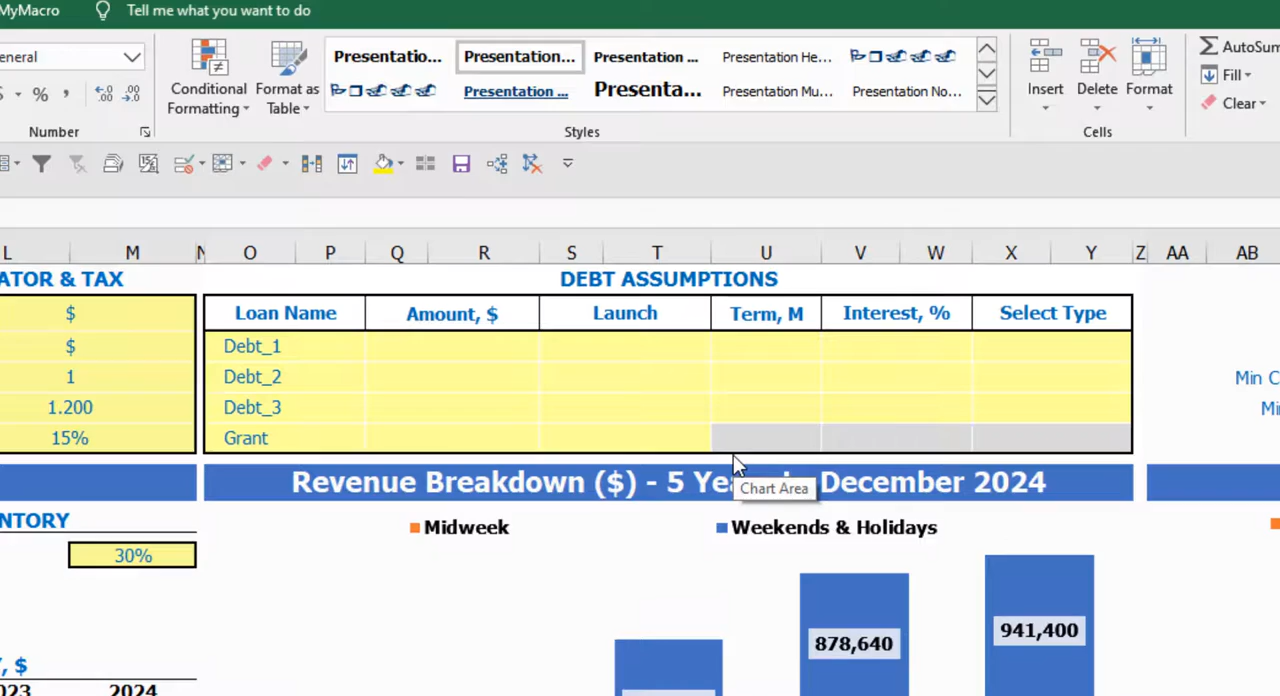 MyMacro Tell me what you want to do
eneral
Presentatio... Presentation... Presentation ... Presentation He...
Presentation ... Presenta... Presentation Mu... Presentation No...
Conditional Formatting
Format as Table
Insert Delete Format
Σ AutoSum
Fill
Clear
% ,
Number Styles Cells
L M N O P Q R S T U V W X Y Z AA AB
ATOR & TAX DEBT ASSUMPTIONS
$ Loan Name Amount, $ Launch Term, M Interest, % Select Type
$ Debt_1
1 Debt_2 Min C
1.200 Debt_3 Mi
15% Grant
Revenue Breakdown ($) - 5 Ye December 2024
Chart Area
NTORY
Midweek Weekends & Holidays
30%
878,640 941,400
, $
023 2024